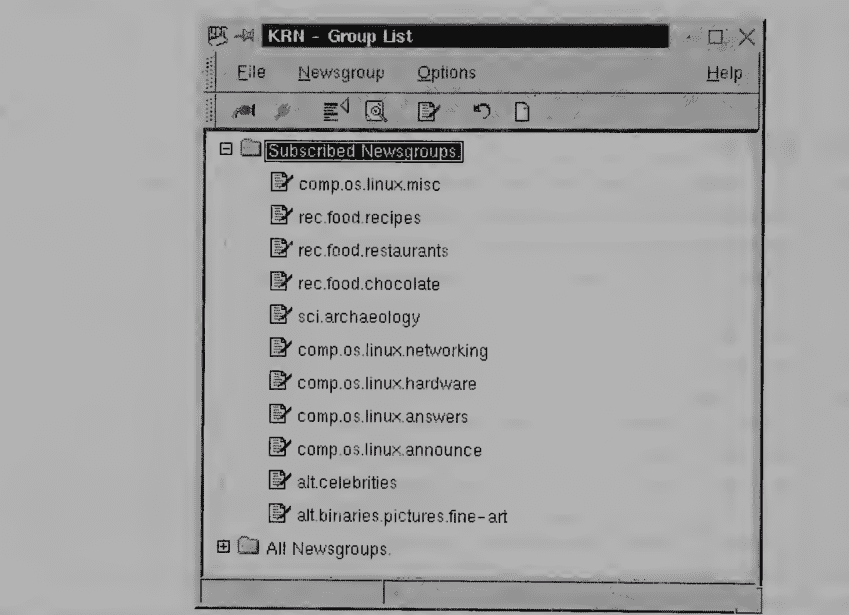 KRN - Group List
File Newsgroup Options Help
Subscribed Newsgroups.
comp.os.linux.misc
rec.food.recipes
rec.food.restaurants
rec.food.chocolate
sci.archaeology
comp.os.linux.networking
comp.os.linux.hardware
comp.os.linux.answers
comp.os.linux.announce
alt.celebrities
alt.binaries.pictures.fine-art
All Newsgroups.